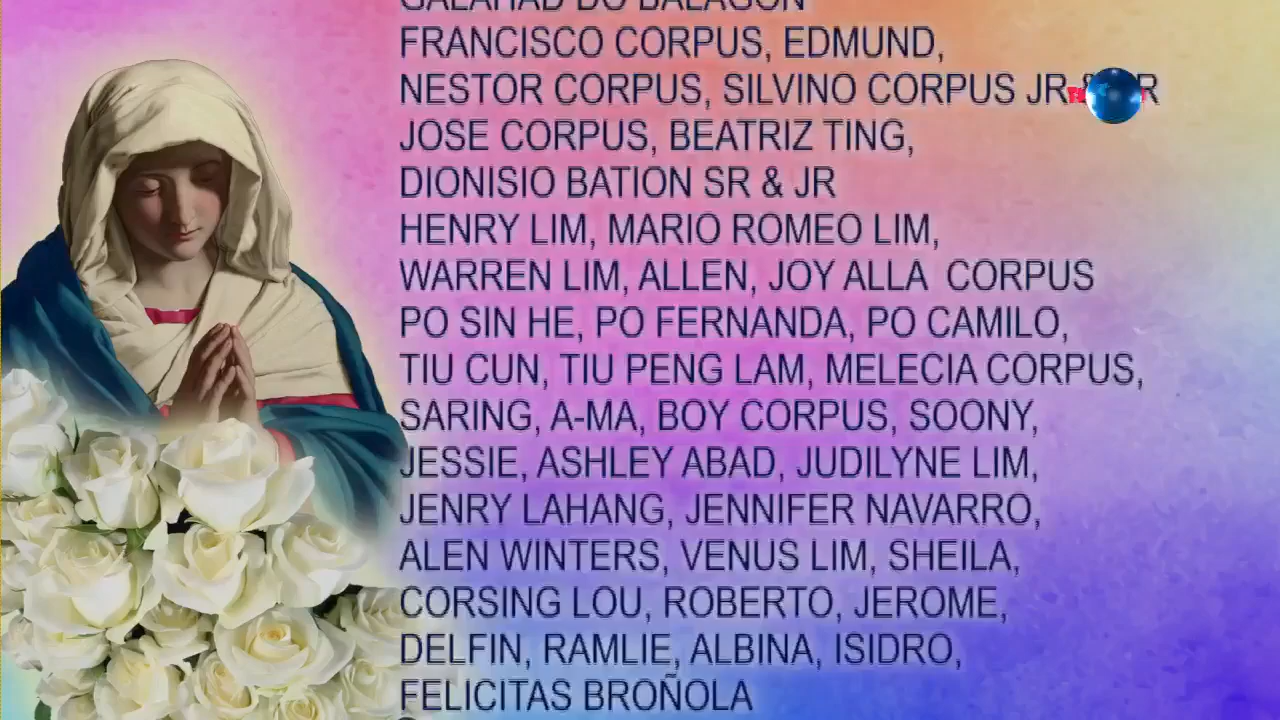 GALAHAD DO BALAGON
FRANCISCO CORPUS, EDMUND,
NESTOR CORPUS, SILVINO CORPUS JR & R
JOSE CORPUS, BEATRIZ TING,
DIONISIO BATION SR & JR
HENRY LIM, MARIO ROMEO LIM,
WARREN LIM, ALLEN, JOY ALLA CORPUS
PO SIN HE, PO FERNANDA, PO CAMILO,
TIU CUN, TIU PENG LAM, MELECIA CORPUS,
SARING, A-MA, BOY CORPUS, SOONY,
JESSIE, ASHLEY ABAD, JUDILYNE LIM,
JENRY LAHANG, JENNIFER NAVARRO,
ALEN WINTERS, VENUS LIM, SHEILA,
CORSING LOU, ROBERTO, JEROME,
DELFIN, RAMLIE, ALBINA, ISIDRO,
FELICITAS BROÑOLA